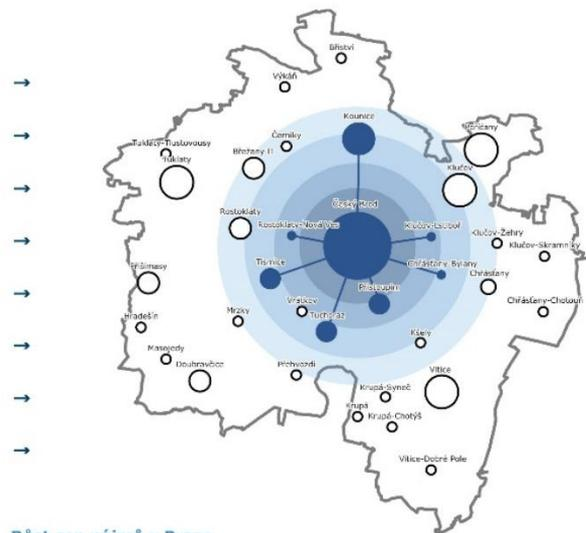 →
Břiství
→
Výkáň
Kounice
→
Černíky
Poříčany
Tuklaty-Tlustovousy
Tuklaty
Břežany II
Klučov
→
Český Brod
Rostoklaty
Rostoklaty-Nová Ves
Klučov-Lstiboř
→
Klučov-Žehry
Klučov-Skramníky
Tismice
Chrášťany-Bylany
Přišimasy
Chrášťany
→
Přistoupim
Vrátkov
Chrášťany-Chotouň
Hradešín
Mrzky
Tuchoraz
Kšely
→
Masojedy
Doubravčice
Přehvozdí
Vitice
→
Krupá-Syneč
Krupá
Krupá-Chotýš
→
Vitice-Dobré Pole